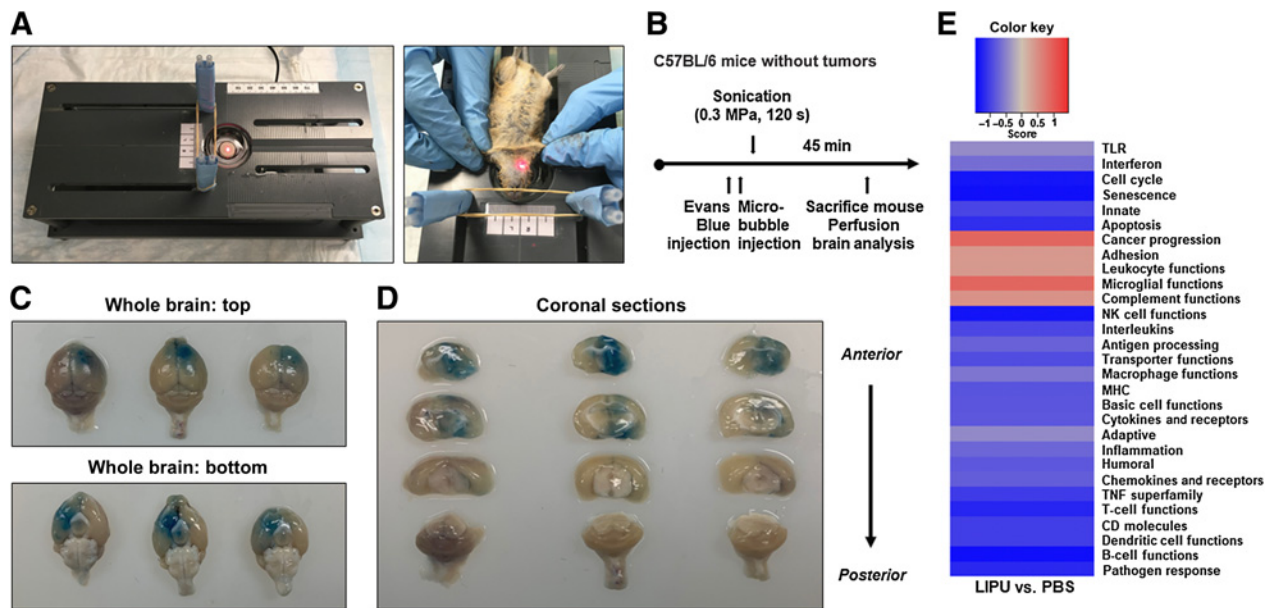 A
B
C57BL/6 mice without tumors
Sonication
(0.3 MPa, 120 s)
45 min
Evans
Blue
injection
Micro-
bubble
injection
Sacrifice mouse
Perfusion
brain analysis
C
Whole brain: top
Whole brain: bottom
D
Coronal sections
Anterior
Posterior
E
Color key
−1 −0.5 0 0.5 1
Score
TLR
Interferon
Cell cycle
Senescence
Innate
Apoptosis
Cancer progression
Adhesion
Leukocyte functions
Microglial functions
Complement functions
NK cell functions
Interleukins
Antigen processing
Transporter functions
Macrophage functions
MHC
Basic cell functions
Cytokines and receptors
Adaptive
Inflammation
Humoral
Chemokines and receptors
TNF superfamily
T-cell functions
CD molecules
Dendritic cell functions
B-cell functions
Pathogen response
LIPU vs. PBS